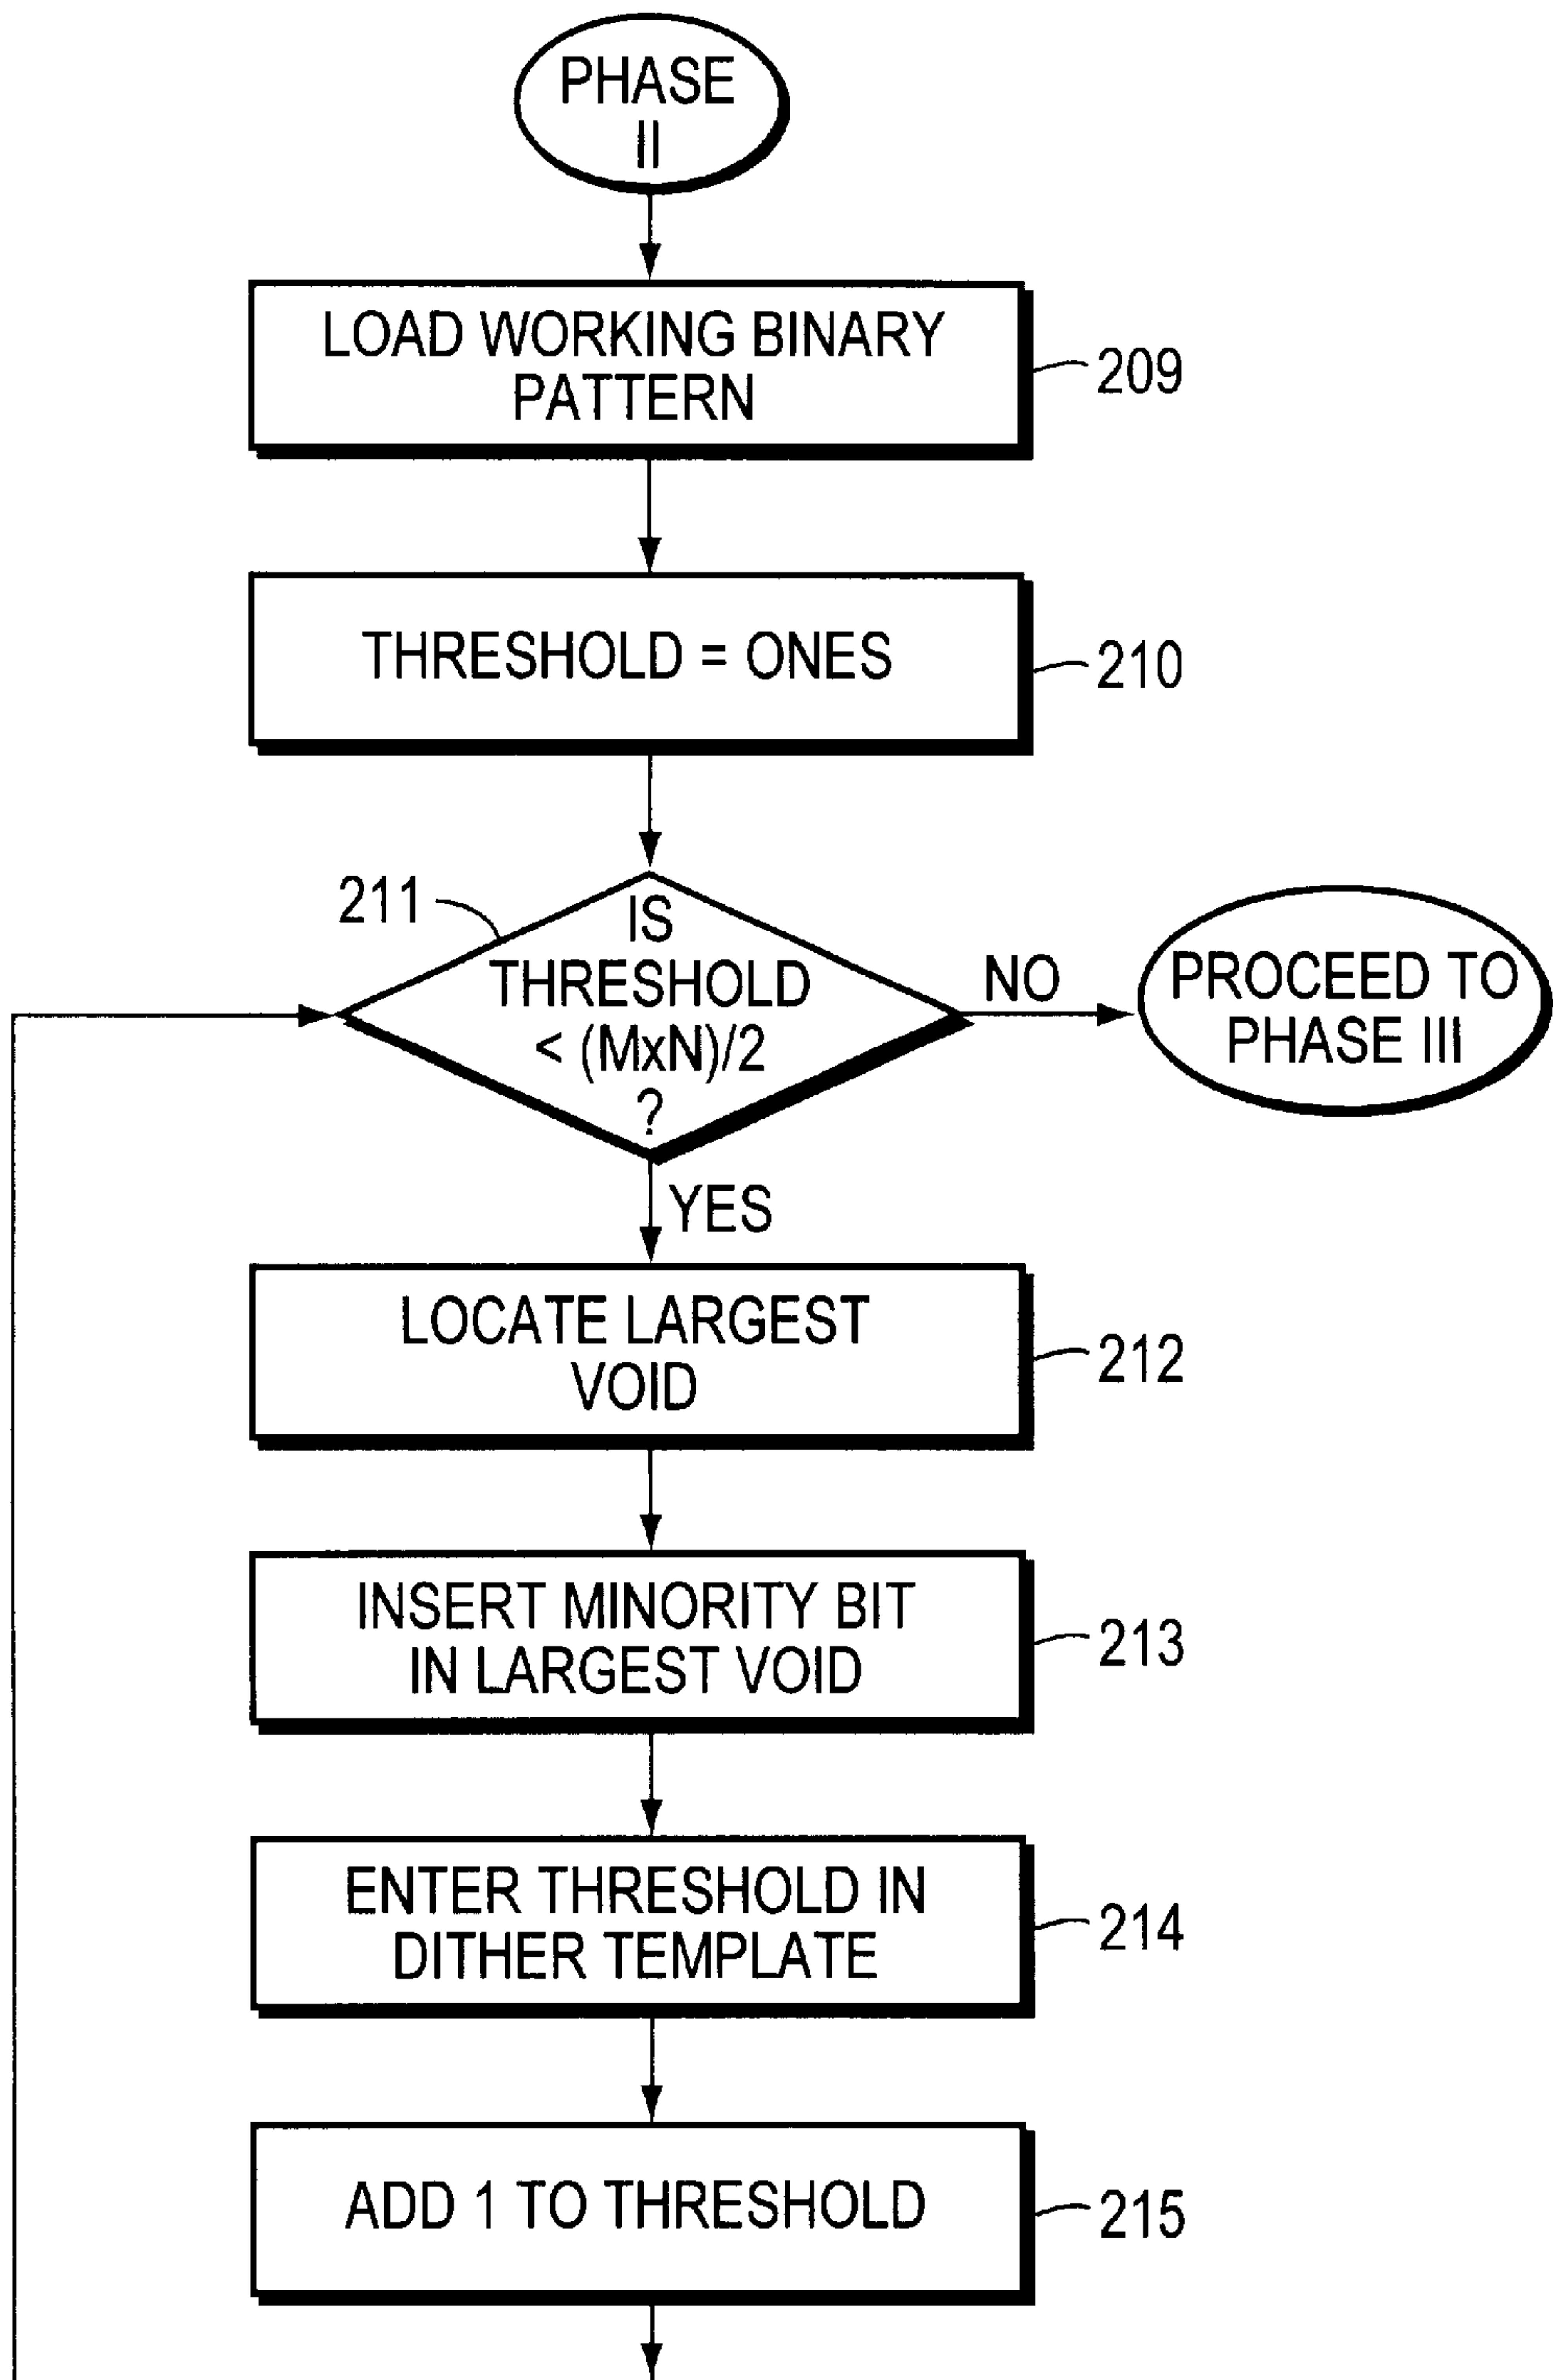 PHASE
II
LOAD WORKING BINARY
PATTERN
209
THRESHOLD = ONES
210
211
IS
THRESHOLD
< (MxN)/2
?
NO
PROCEED TO
PHASE III
YES
LOCATE LARGEST
VOID
212
INSERT MINORITY BIT
IN LARGEST VOID
213
ENTER THRESHOLD IN
DITHER TEMPLATE
214
ADD 1 TO THRESHOLD
215